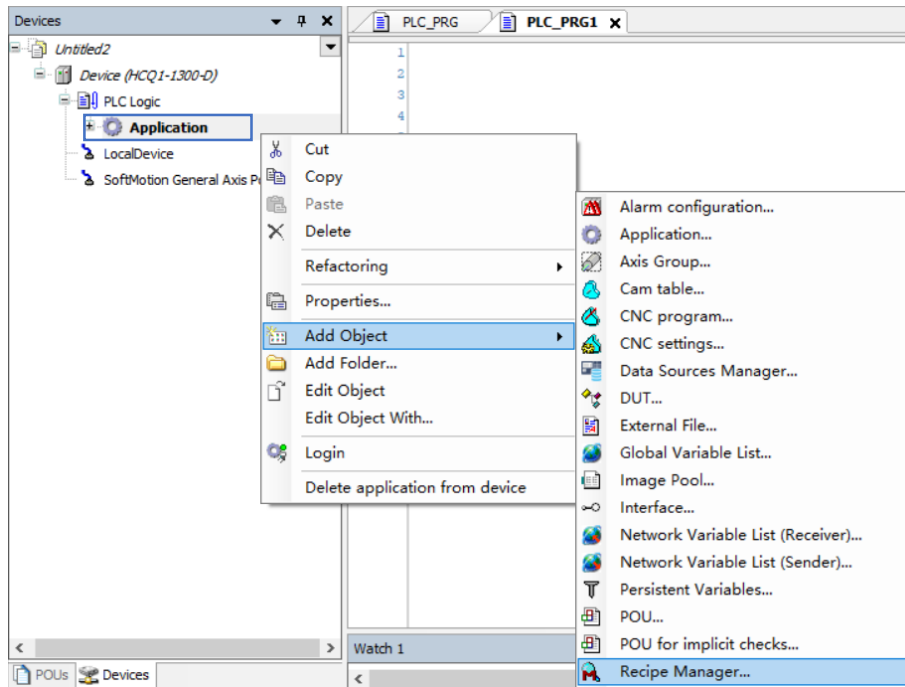 Devices
Untitled2
Device (HCQ1-1300-D)
PLC Logic
Application
LocalDevice
SoftMotion General Axis
POUs
Devices
PLC_PRG
PLC_PRG1
1
2
3
4
Cut
Copy
Paste
Delete
Refactoring
Properties...
Add Object
Add Folder...
Edit Object
Edit Object With...
Login
Delete application from device
Alarm configuration...
Application...
Axis Group...
Cam table...
CNC program...
CNC settings...
Data Sources Manager...
DUT...
External File...
Global Variable List...
Image Pool...
Interface...
Network Variable List (Receiver)...
Network Variable List (Sender)...
Persistent Variables...
POU...
POU for implicit checks...
Recipe Manager...
Watch 1